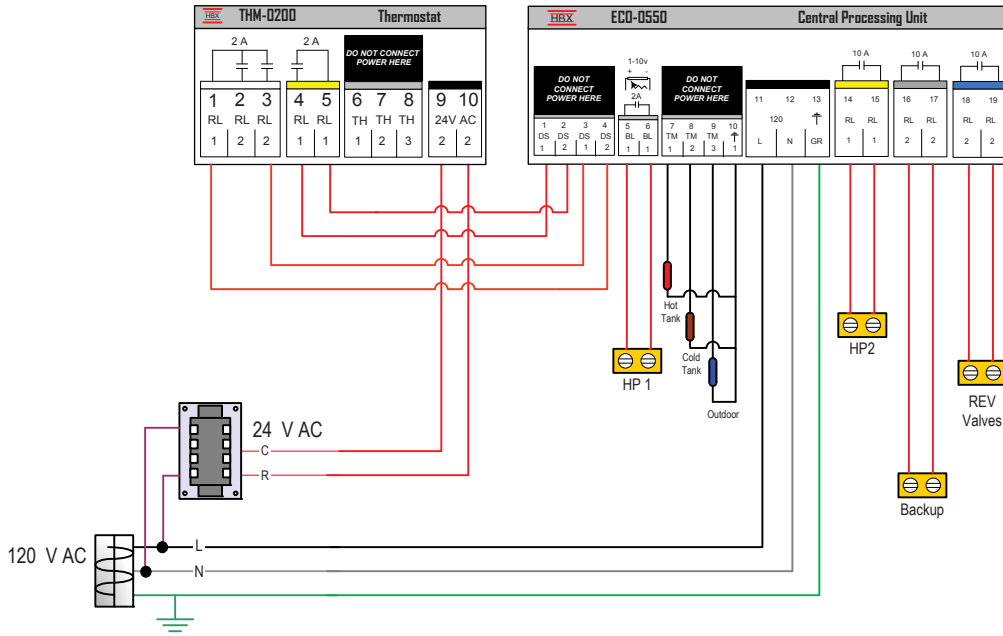 HBX THM-0200 Thermostat
2 A 2 A
DO NOT CONNECT
POWER HERE
1 2 3 4 5 6 7 8 9 10
RL RL RL RL RL TH TH TH 24V AC
1 2 2 1 1 1 2 3 2 2
HBX ECO-0550 Central Processing Unit
1-10v
+ -
2A
DO NOT
CONNECT
POWER HERE
DO NOT
CONNECT
POWER HERE
10 A 10 A 10 A
1 2 3 4 5 6 7 8 9 10 11 12 13 14 15 16 17 18 19
DS DS DS DS BL BL TM TM TM 120 RL RL RL RL RL RL
1 2 1 2 1 1 1 2 3 1 L N GR 1 1 2 2 2 2
Hot
Tank
Cold
Tank
Outdoor
HP 1
HP2
REV
Valves
Backup
24 V AC
C
R
120 V AC
L
N